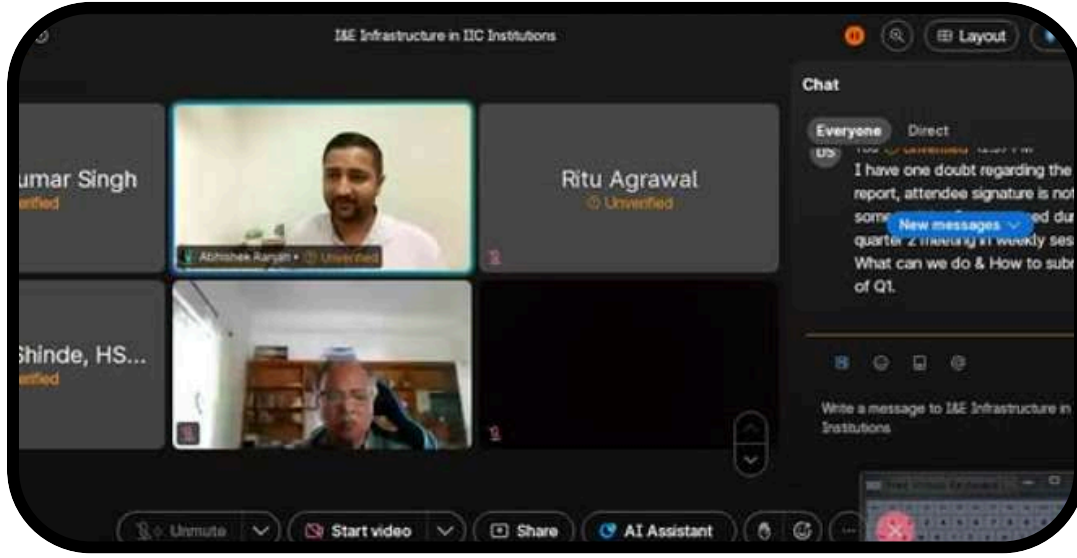 I&E Infrastructure in IIC Institutions
Layout
Chat
Everyone Direct
umar Singh
Ritu Agrawal
Unverified
Abhishek Ranjan • Unverified
I have one doubt regarding the
report, attendee signature is not
New messages
quarter 2 meeting in weekly ses
What can we do & How to subm
of Q1.
Shinde, HS...
Write a message to I&E Infrastructure in
Institutions
Unmute
Start video
Share
AI Assistant